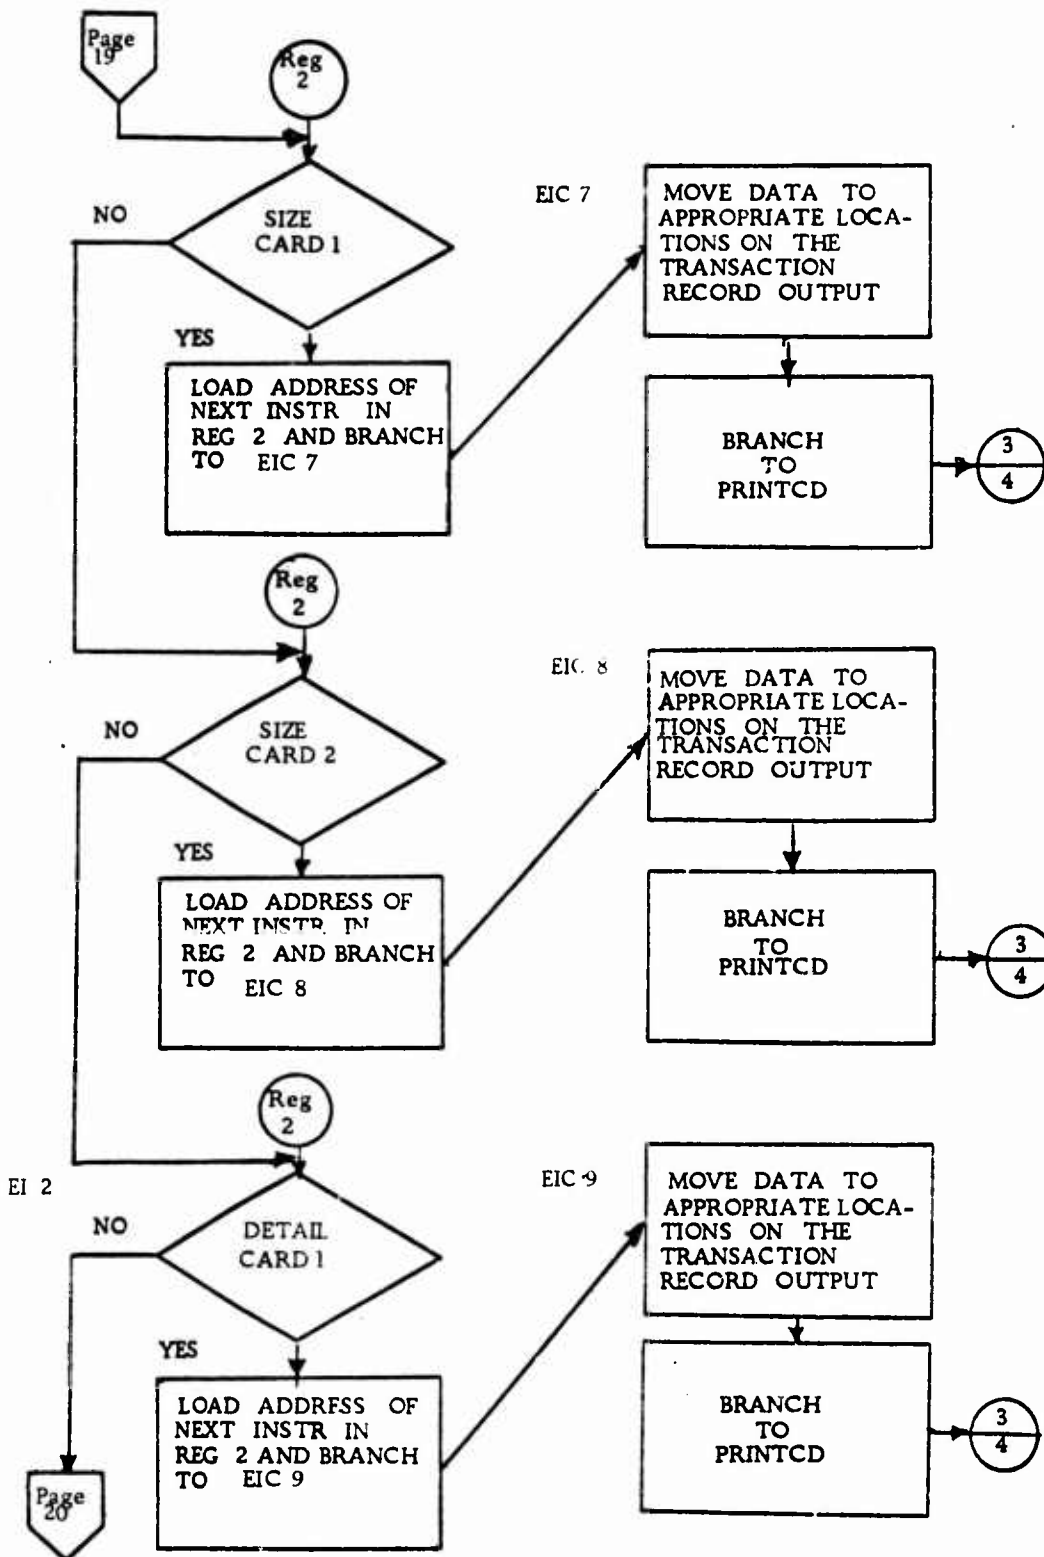 Page
19
Reg
2
NO
SIZE
CARD 1
YES
LOAD ADDRESS OF
NEXT INSTR IN
REG 2 AND BRANCH
TO EIC 7
EIC 7
MOVE DATA TO
APPROPRIATE LOCA-
TIONS ON THE
TRANSACTION
RECORD OUTPUT
BRANCH
TO
PRINTCD
3
4
Reg
2
NO
SIZE
CARD 2
YES
LOAD ADDRESS OF
NEXT INSTR. IN
REG 2 AND BRANCH
TO EIC 8
EIC 8
MOVE DATA TO
APPROPRIATE LOCA-
TIONS ON THE
TRANSACTION
RECORD OUTPUT
BRANCH
TO
PRINTCD
3
4
Reg
2
EI 2
NO
DETAIL
CARD 1
YES
LOAD ADDRESS OF
NEXT INSTR IN
REG 2 AND BRANCH
TO EIC 9
EIC 9
MOVE DATA TO
APPROPRIATE LOCA-
TIONS ON THE
TRANSACTION
RECORD OUTPUT
BRANCH
TO
PRINTCD
3
4
Page
20